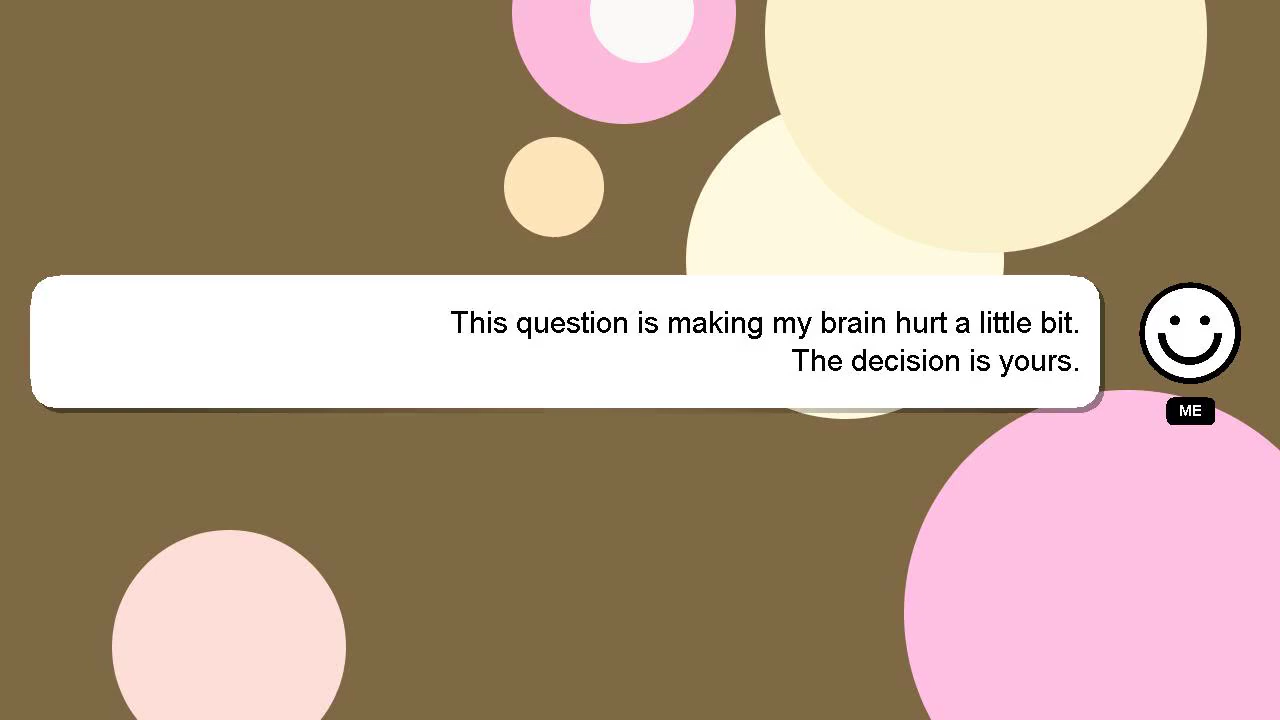 This question is making my brain hurt a little bit.
The decision is yours.
ME